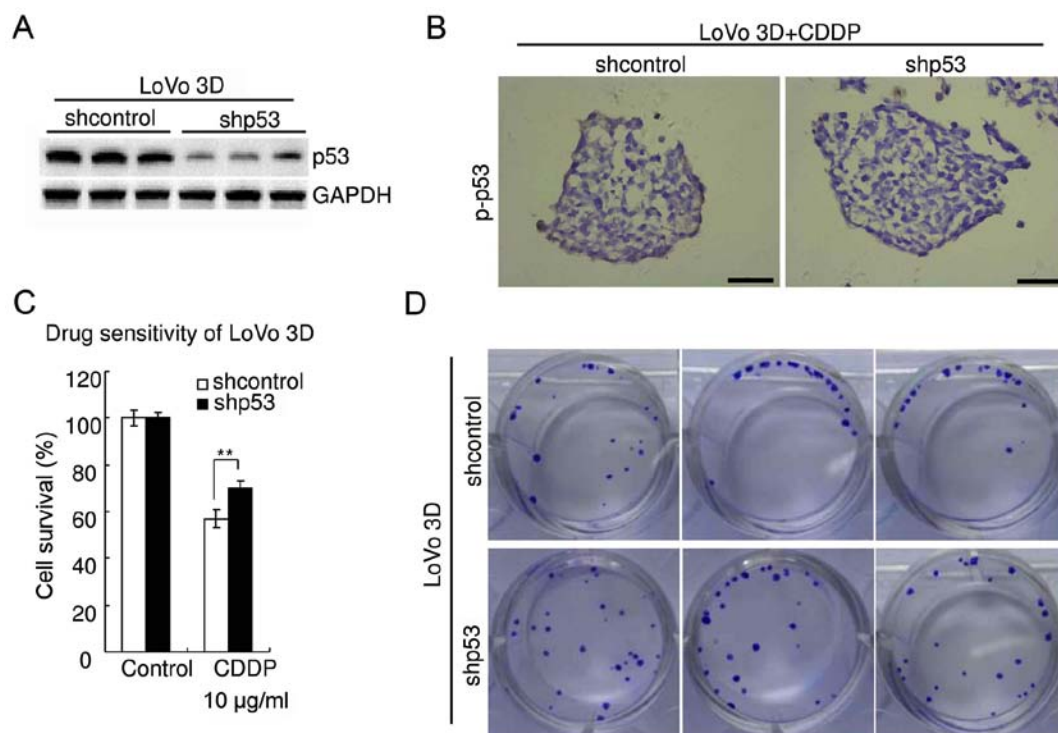 A
LoVo 3D
shcontrol shp53
p53
GAPDH
B
LoVo 3D+CDDP
shcontrol shp53
p-p53
C
Drug sensitivity of LoVo 3D
Cell survival (%)
120
100
80
60
40
20
0
shcontrol
shp53
**
Control CDDP
10 µg/ml
D
LoVo 3D
shcontrol
shp53